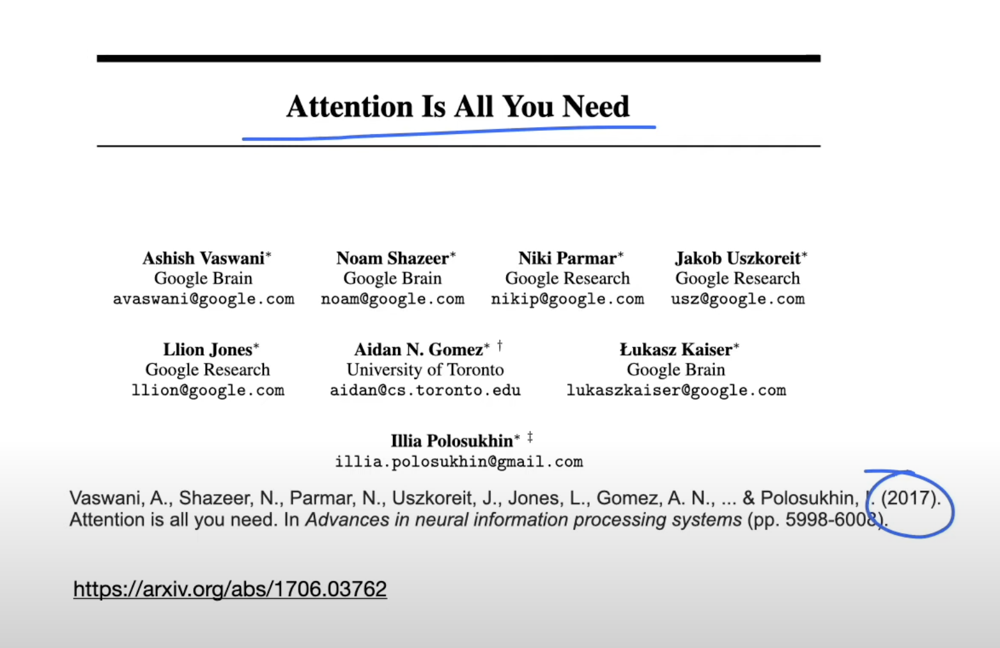 Attention Is All You Need
Ashish Vaswani* Noam Shazeer* Niki Parmar* Jakob Uszkoreit*
Google Brain Google Brain Google Research Google Research
avaswani@google.com noam@google.com nikip@google.com usz@google.com
Llion Jones* Aidan N. Gomez* † Łukasz Kaiser*
Google Research University of Toronto Google Brain
llion@google.com aidan@cs.toronto.edu lukaszkaiser@google.com
Illia Polosukhin* ‡
illia.polosukhin@gmail.com
Vaswani, A., Shazeer, N., Parmar, N., Uszkoreit, J., Jones, L., Gomez, A. N., ... & Polosukhin, I. (2017).
Attention is all you need. In Advances in neural information processing systems (pp. 5998-6008).
https://arxiv.org/abs/1706.03762